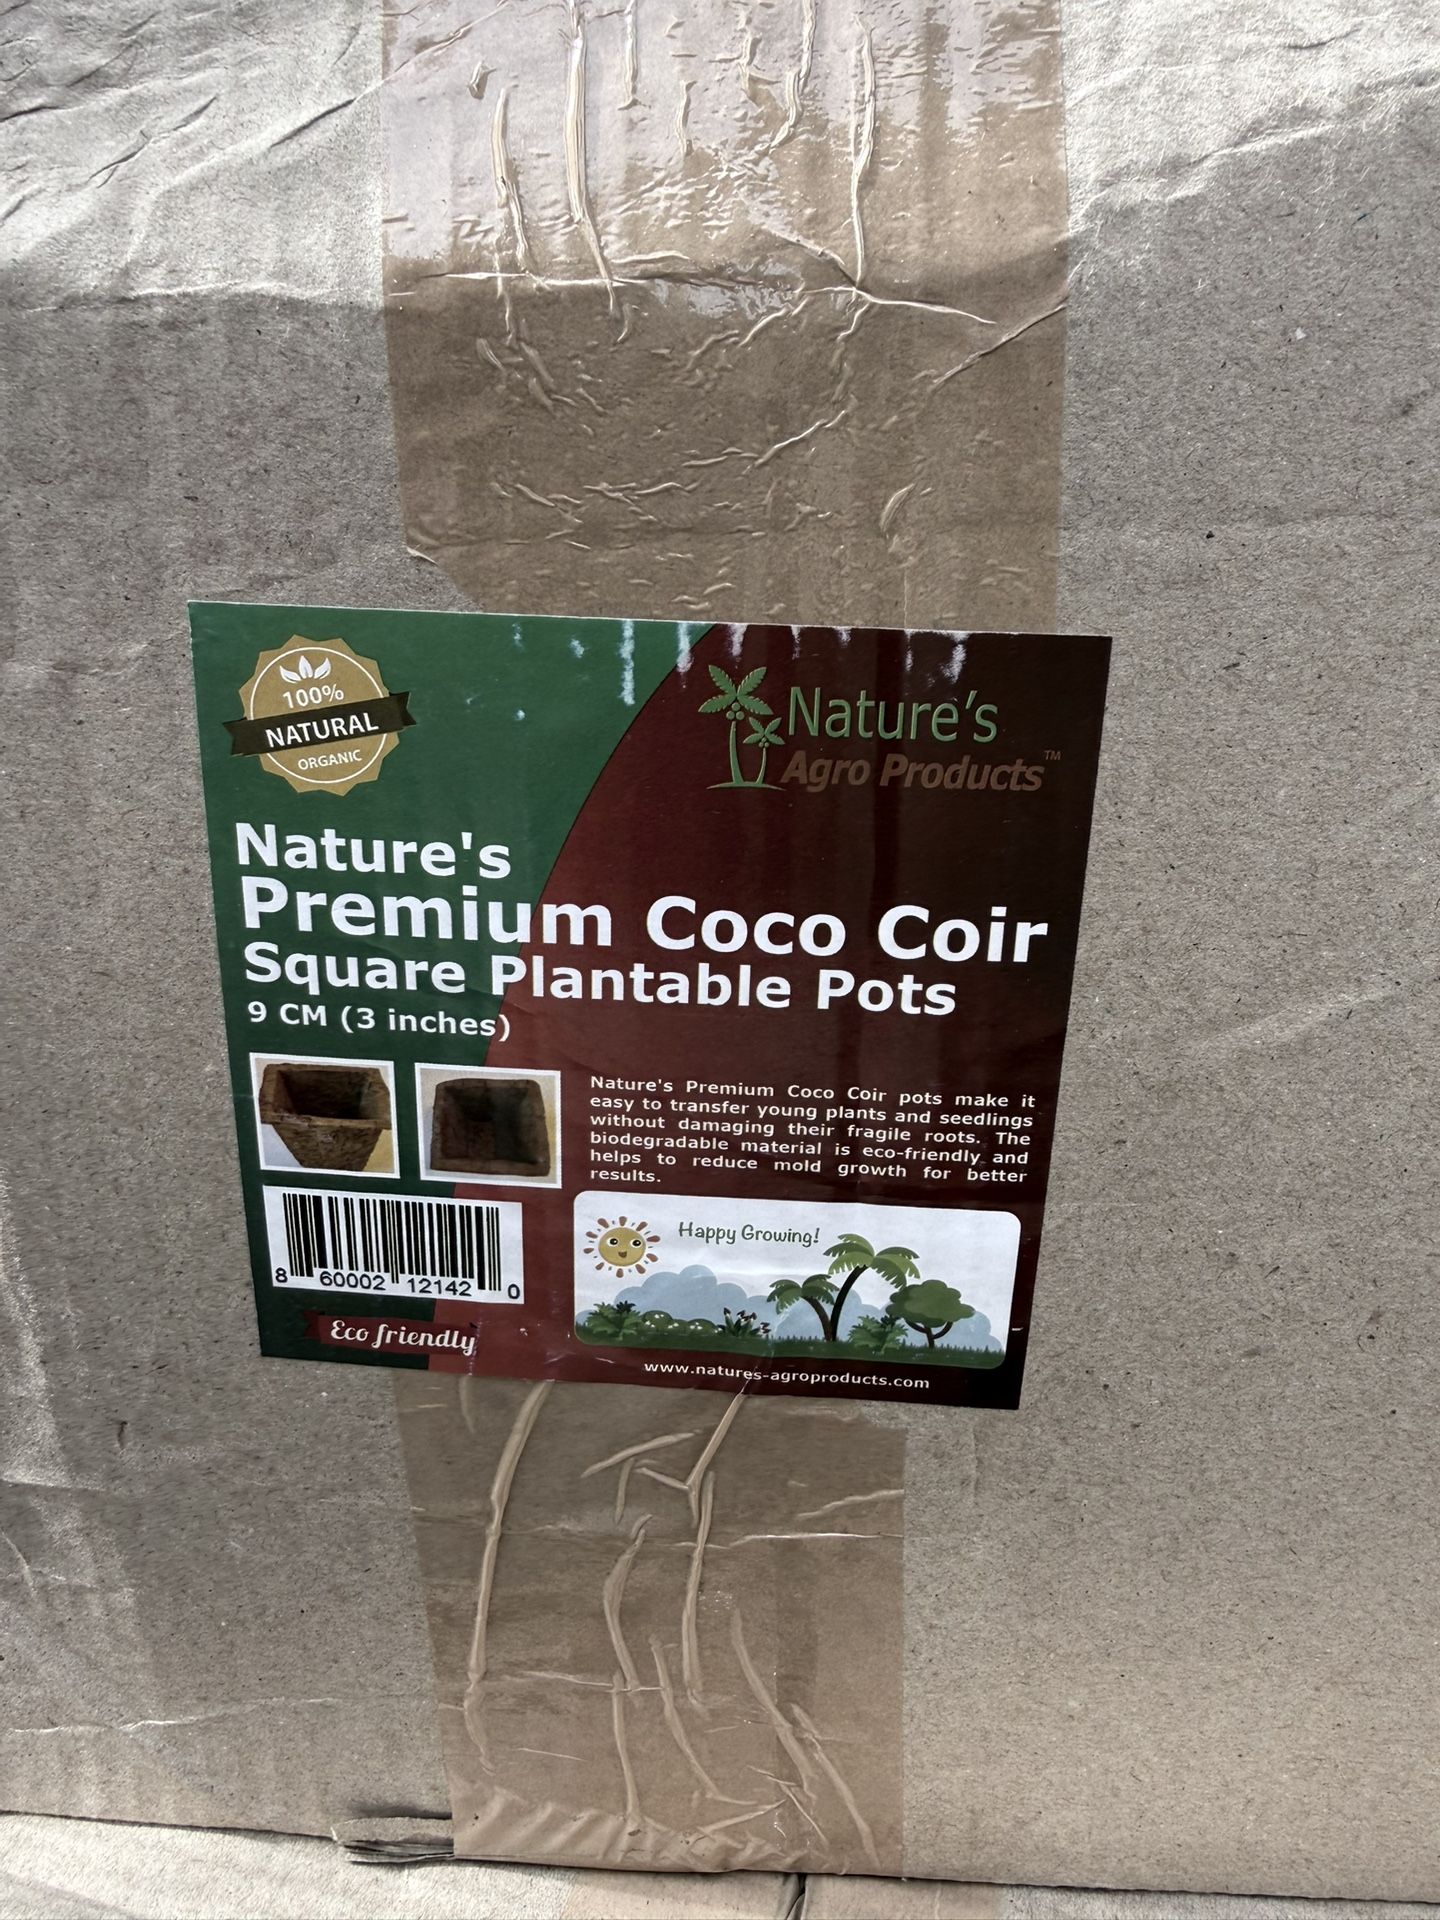 100%
NATURAL
ORGANIC
Nature's
Agro Products™
Nature's
Premium Coco Coir
Square Plantable Pots
9 CM (3 inches)
Nature's Premium Coco Coir pots make it
easy to transfer young plants and seedlings
without damaging their fragile roots. The
biodegradable material is eco-friendly and
helps to reduce mold growth for better
results.
8 60002 12142 0
Happy Growing!
Eco friendly
www.natures-agroproducts.com